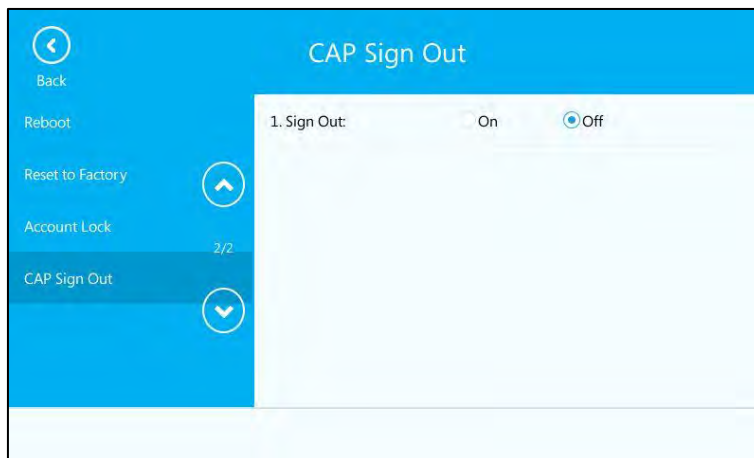 CAP Sign Out
Back
Reboot
1. Sign Out: On Off
Reset to Factory
Account Lock
2/2
CAP Sign Out